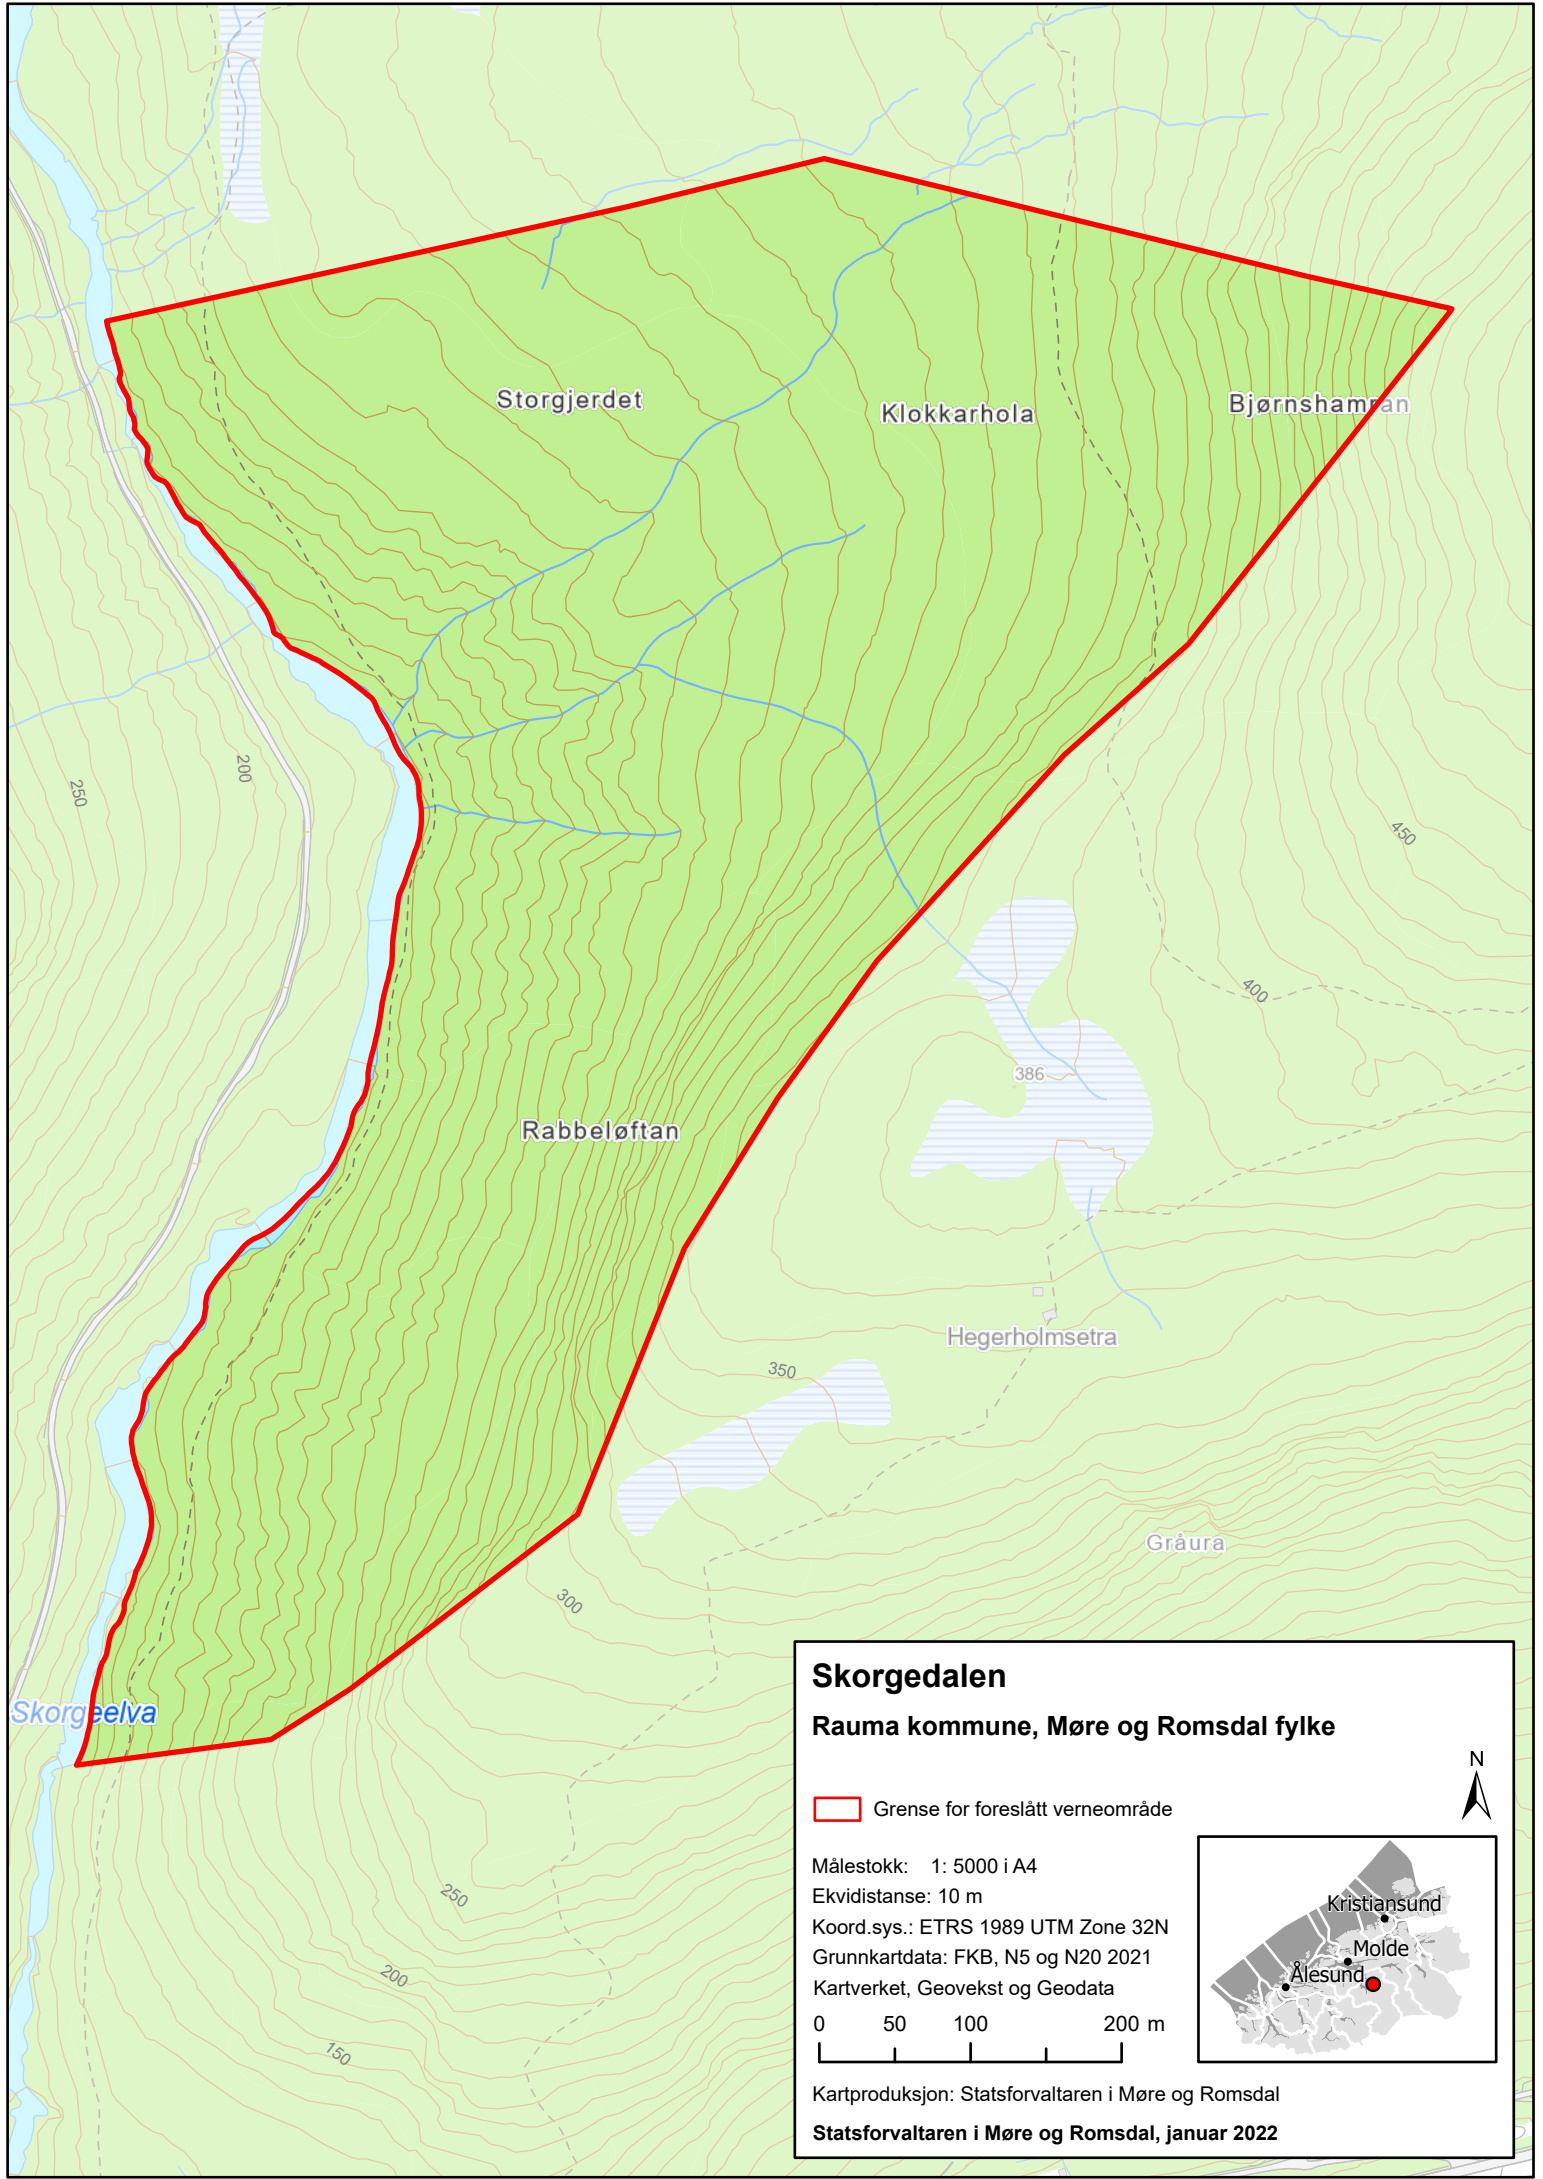 Storgjerdet
Klokkarhola
Bjørnshamran
200
250
450
400
386
Rabbeløftan
Hegerholmsetra
350
Gråura
300
Skorgeelva
250
200
150
Skorgedalen
Rauma kommune, Møre og Romsdal fylke
N
Grense for foreslått verneområde
Målestokk: 1: 5000 i A4
Ekvidistanse: 10 m
Koord.sys.: ETRS 1989 UTM Zone 32N
Grunnkartdata: FKB, N5 og N20 2021
Kartverket, Geovekst og Geodata
0 50 100 200 m
Kristiansund
Molde
Ålesund
Kartproduksjon: Statsforvaltaren i Møre og Romsdal
Statsforvaltaren i Møre og Romsdal, januar 2022